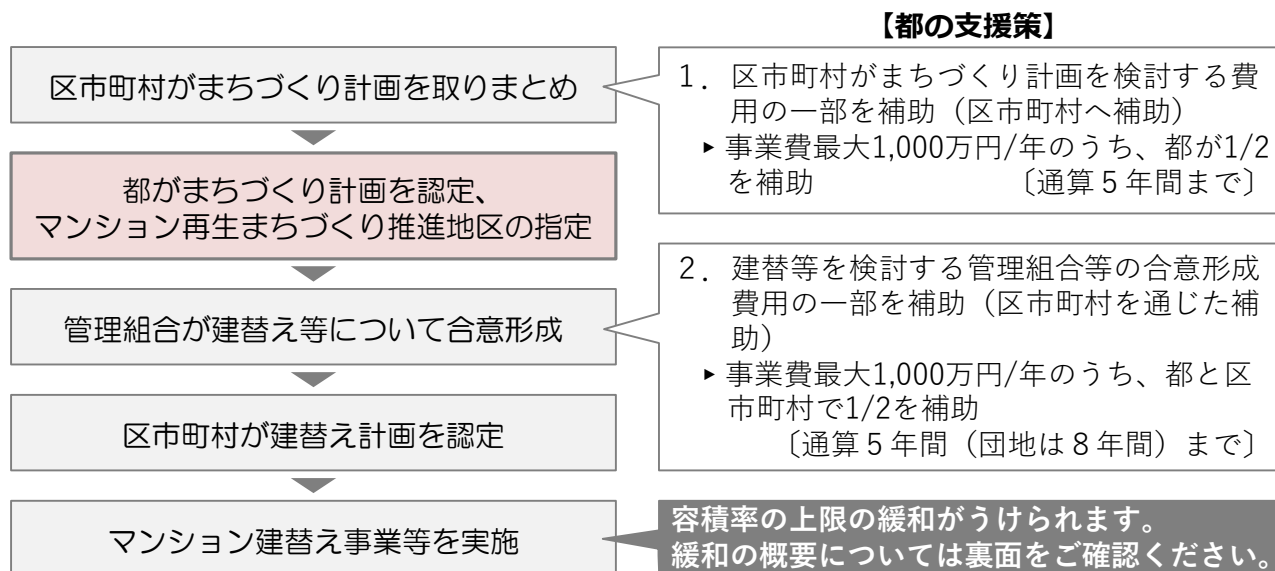 【都の支援策】
区市町村がまちづくり計画を取りまとめ
1．区市町村がまちづくり計画を検討する費
用の一部を補助（区市町村へ補助）
▸事業費最大1,000万円/年のうち、都が1/2
を補助　　　　　　〔通算５年間まで〕
都がまちづくり計画を認定、
マンション再生まちづくり推進地区の指定
管理組合が建替え等について合意形成
2．建替等を検討する管理組合等の合意形成
費用の一部を補助（区市町村を通じた補
助）
▸事業費最大1,000万円/年のうち、都と区
市町村で1/2を補助
〔通算５年間（団地は８年間）まで〕
区市町村が建替え計画を認定
マンション建替え事業等を実施
容積率の上限の緩和がうけられます。
緩和の概要については裏面をご確認ください。